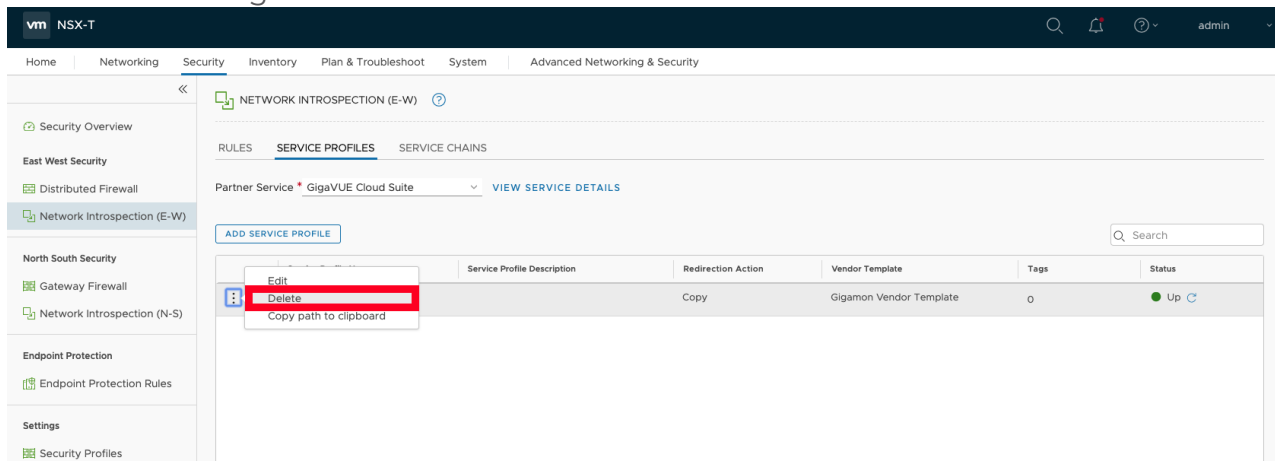 vm NSX-T
admin
Home Networking Security Inventory Plan & Troubleshoot System Advanced Networking & Security
NETWORK INTROSPECTION (E-W)
Security Overview
East West Security
Distributed Firewall
Network Introspection (E-W)
North South Security
Gateway Firewall
Network Introspection (N-S)
Endpoint Protection
Endpoint Protection Rules
Settings
Security Profiles
RULES SERVICE PROFILES SERVICE CHAINS
Partner Service * GigaVUE Cloud Suite VIEW SERVICE DETAILS
ADD SERVICE PROFILE
Search
Service Profile Description Redirection Action Vendor Template Tags Status
Edit
Delete
Copy path to clipboard
Copy Gigamon Vendor Template 0 Up